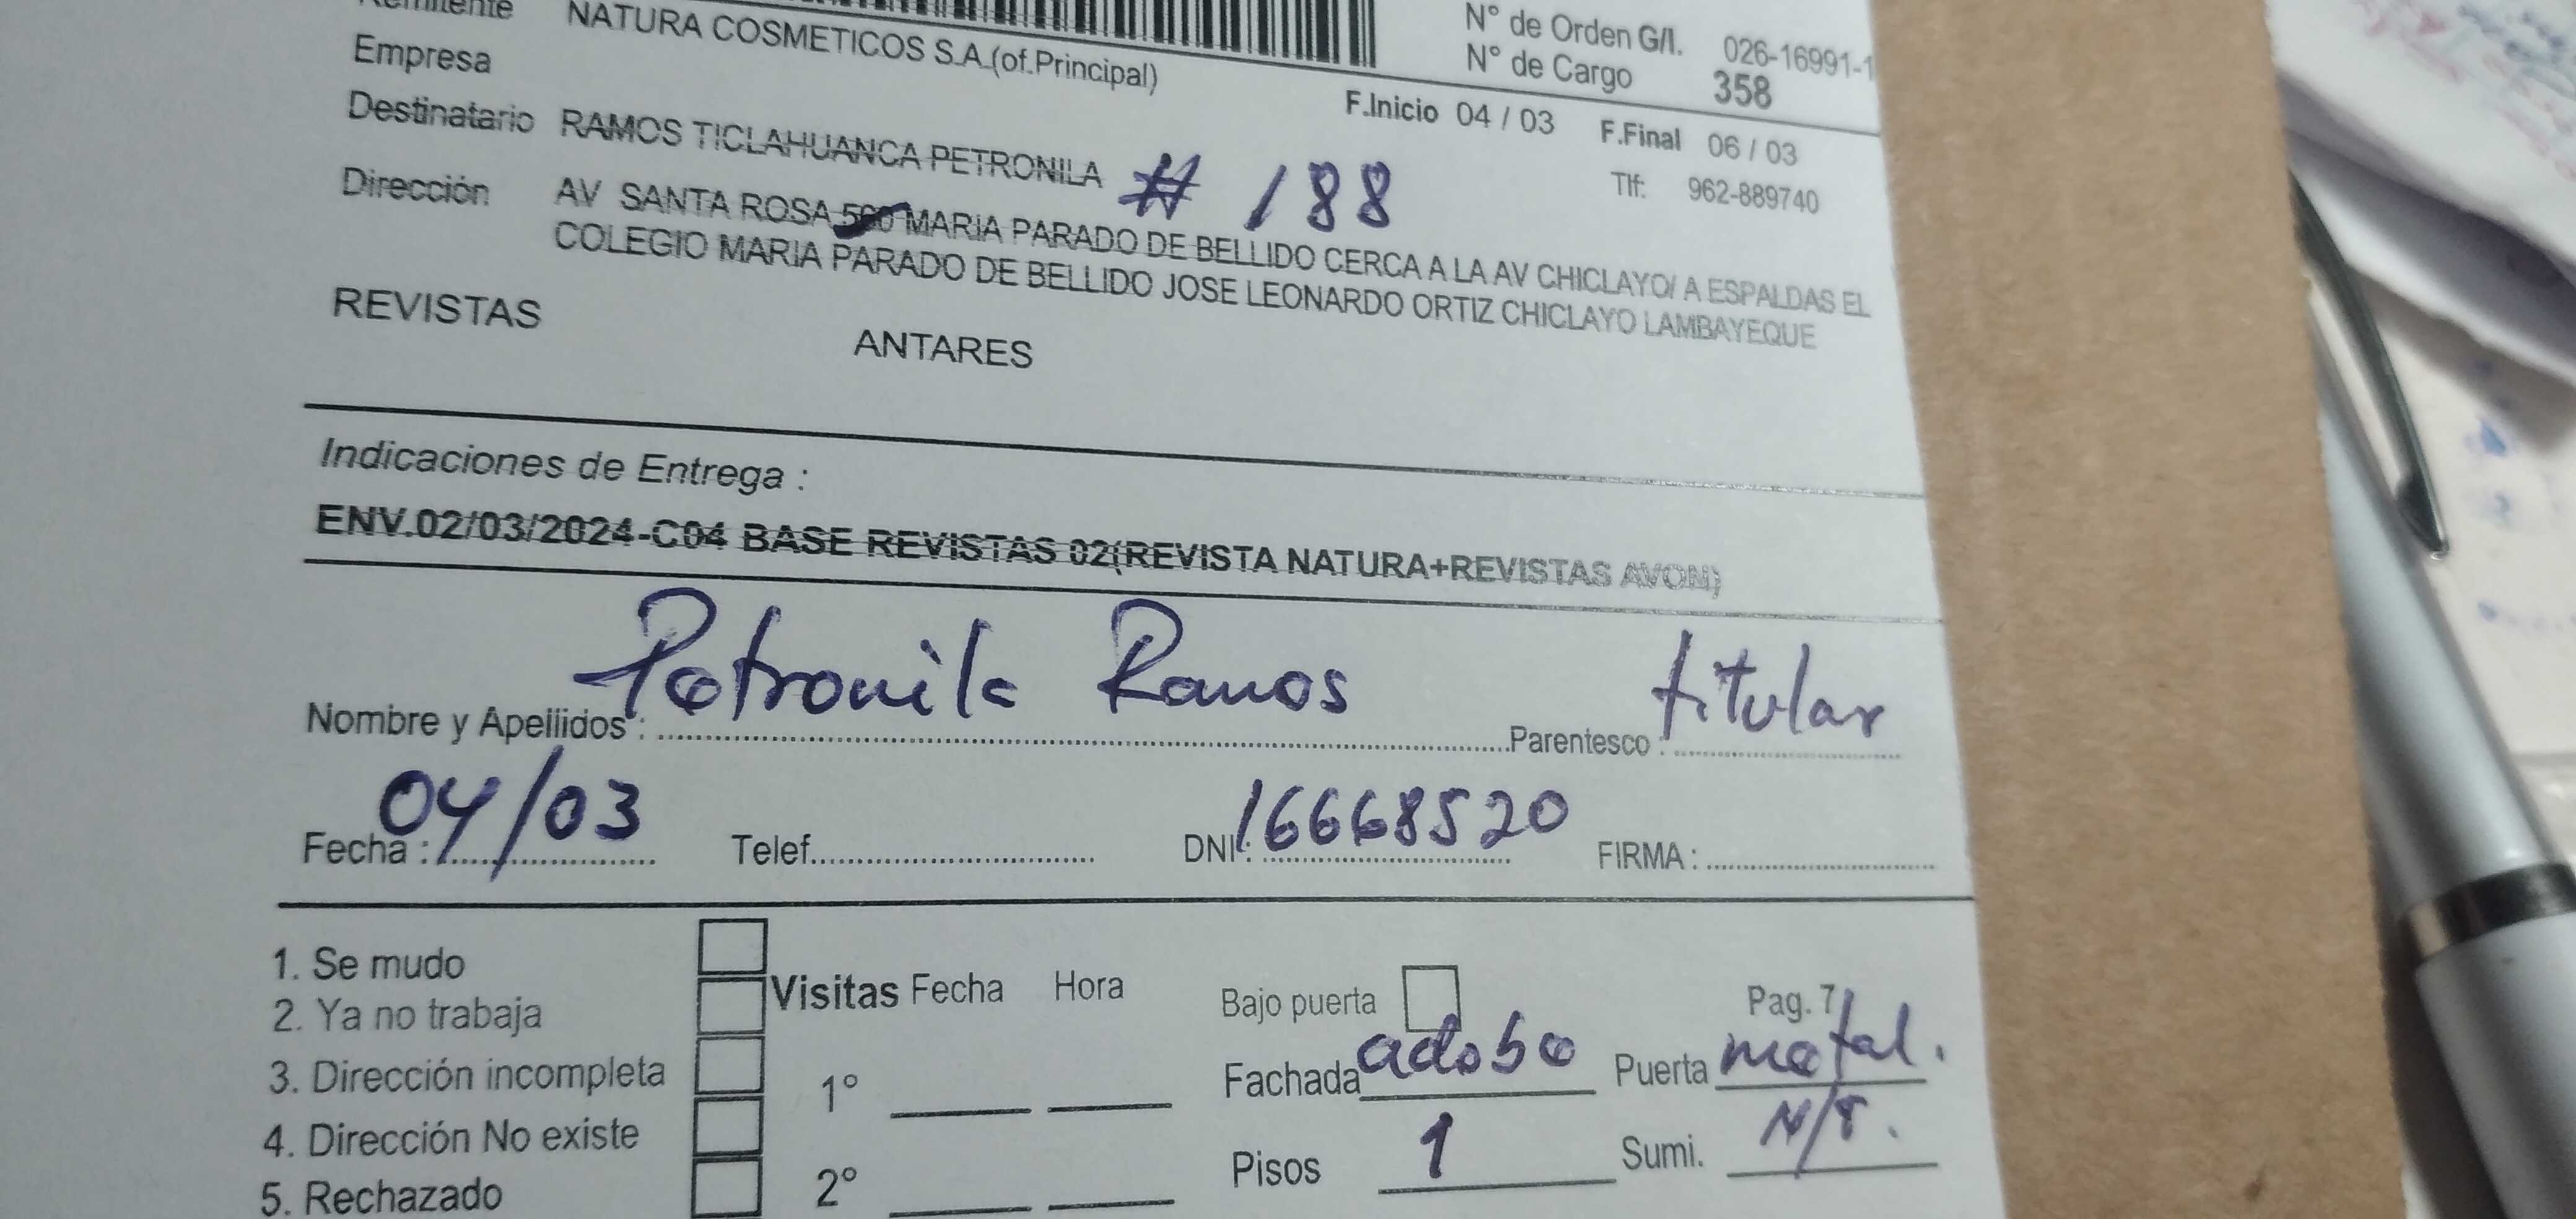 Remitente NATURA COSMETICOS S.A.(of.Principal)
Empresa
N° de Orden G/I. 026-16991-1
N° de Cargo 358
F.Inicio 04 / 03 F.Final 06 / 03
Destinatario RAMOS TICLAHUANCA PETRONILA # 188
Tlf: 962-889740
Dirección AV SANTA ROSA 560 MARIA PARADO DE BELLIDO CERCA A LA AV CHICLAYO/ A ESPALDAS EL
COLEGIO MARIA PARADO DE BELLIDO JOSE LEONARDO ORTIZ CHICLAYO LAMBAYEQUE
REVISTAS ANTARES
Indicaciones de Entrega :
ENV.02/03/2024-C04 BASE REVISTAS 02(REVISTA NATURA+REVISTAS AVON)
Nombre y Apellidos : Petronila Ramos Parentesco : titular
Fecha : 04/03 Telef. DNI : 16668520 FIRMA :
1. Se mudo
2. Ya no trabaja
3. Dirección incompleta
4. Dirección No existe
5. Rechazado
Visitas Fecha Hora
1°
2°
Bajo puerta Pag. 7
Fachada adobe Puerta metal.
Pisos 1 Sumi. N/T.